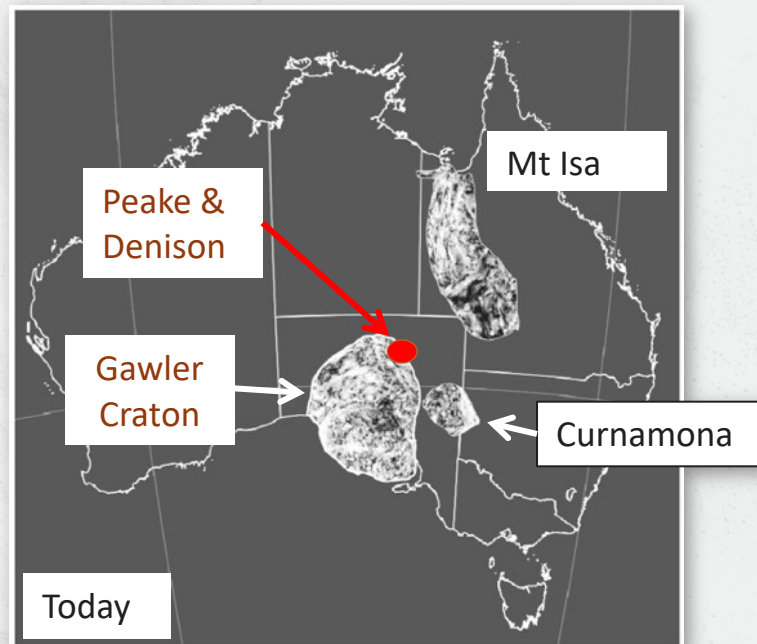 Mt Isa
Peake &
Denison
Gawler
Craton
Curnamona
Today